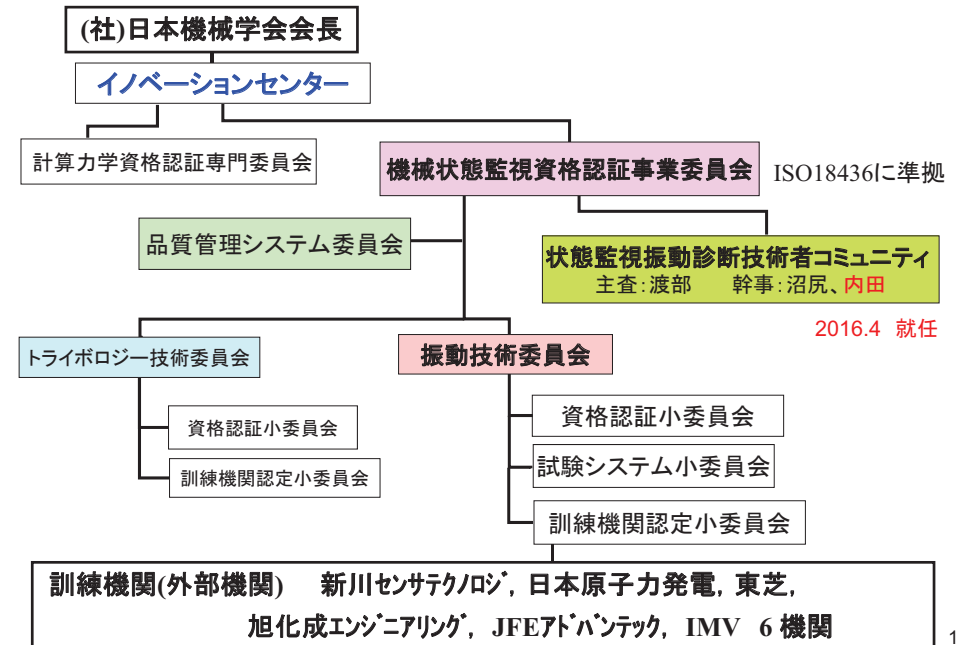 (社)日本機械学会会長
イノベーションセンター
計算力学資格認証専門委員会
機械状態監視資格認証事業委員会
ISO18436に準拠
品質管理システム委員会
状態監視振動診断技術者コミュニティ
主査:渡部　幹事:沼尻、内田
2016.4 就任
トライボロジー技術委員会
振動技術委員会
資格認証小委員会
訓練機関認定小委員会
資格認証小委員会
試験システム小委員会
訓練機関認定小委員会
訓練機関(外部機関)　新川センサテクノロジ, 日本原子力発電, 東芝,
旭化成エンジニアリング, JFEアドバンテック, IMV 6 機関
1